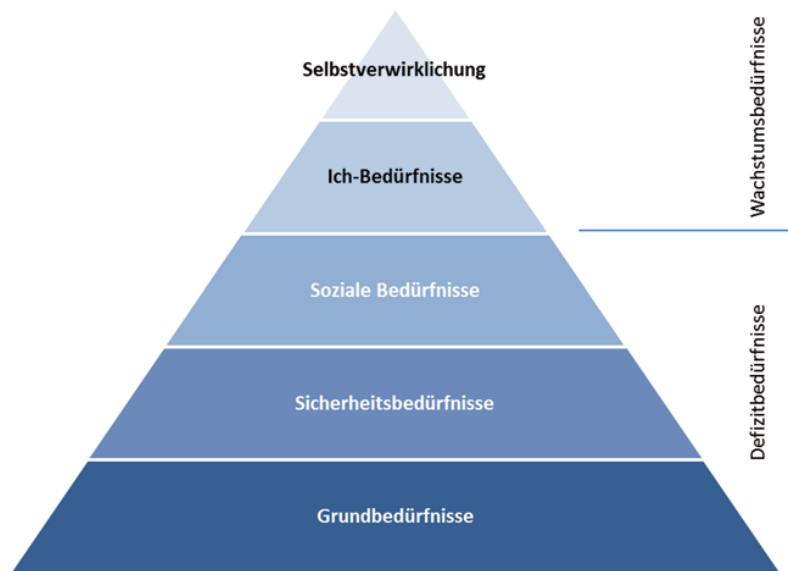 Selbstverwirklichung
Ich-Bedürfnisse
Soziale Bedürfnisse
Sicherheitsbedürfnisse
Grundbedürfnisse
Wachstumsbedürfnisse
Defizitbedürfnisse